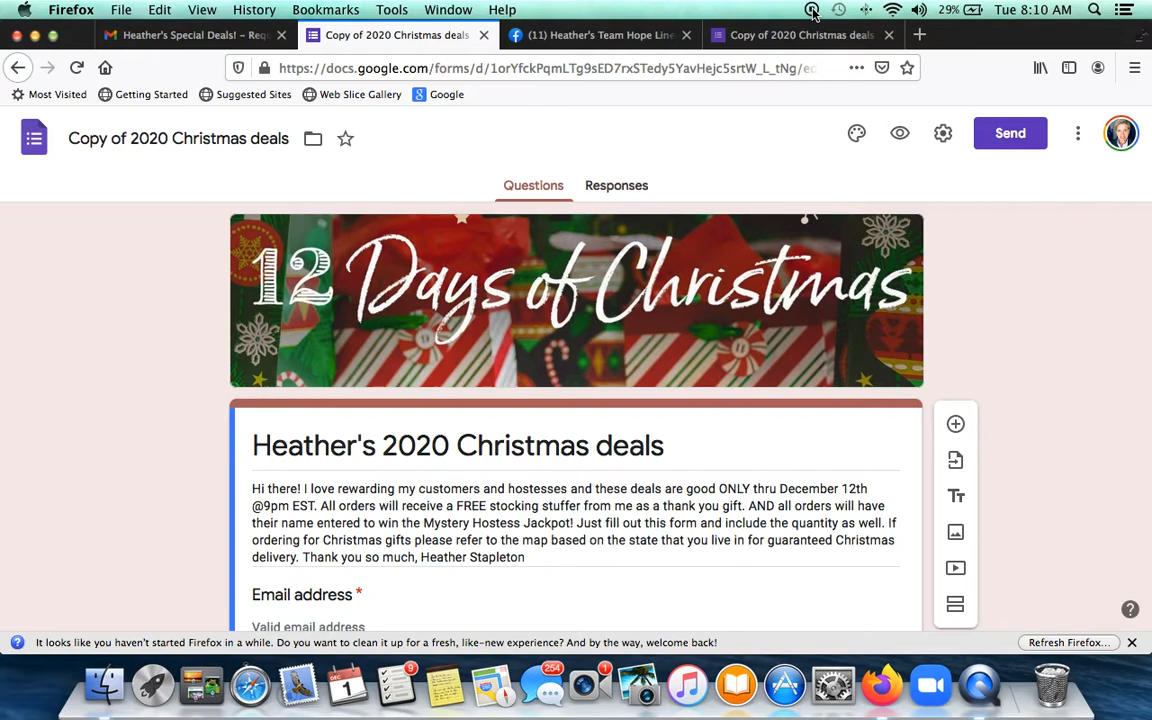 Firefox File Edit View History Bookmarks Tools Window Help 29% Tue 8:10 AM
Heather's Special Deals! – Requ Copy of 2020 Christmas deals (11) Heather's Team Hope Line Copy of 2020 Christmas deals
https://docs.google.com/forms/d/1orYfckPqmLTg9sED7rxSTedy5YavHejc5srtW_L_tNg/ed
Most Visited Getting Started Suggested Sites Web Slice Gallery Google
Copy of 2020 Christmas deals Send
Questions Responses
12 Days of Christmas
Heather's 2020 Christmas deals
Hi there! I love rewarding my customers and hostesses and these deals are good ONLY thru December 12th
@9pm EST. All orders will receive a FREE stocking stuffer from me as a thank you gift. AND all orders will have
their name entered to win the Mystery Hostess Jackpot! Just fill out this form and include the quantity as well. If
ordering for Christmas gifts please refer to the map based on the state that you live in for guaranteed Christmas
delivery. Thank you so much, Heather Stapleton
Email address *
Valid email address
It looks like you haven't started Firefox in a while. Do you want to clean it up for a fresh, like-new experience? And by the way, welcome back! Refresh Firefox...
DEC 1 9 254 1